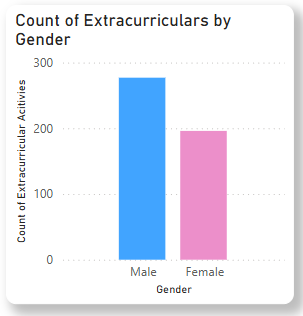 Count of Extracurriculars by
Gender
Count of Extracurricular Acitivies
300
200
100
0
Male Female
Gender